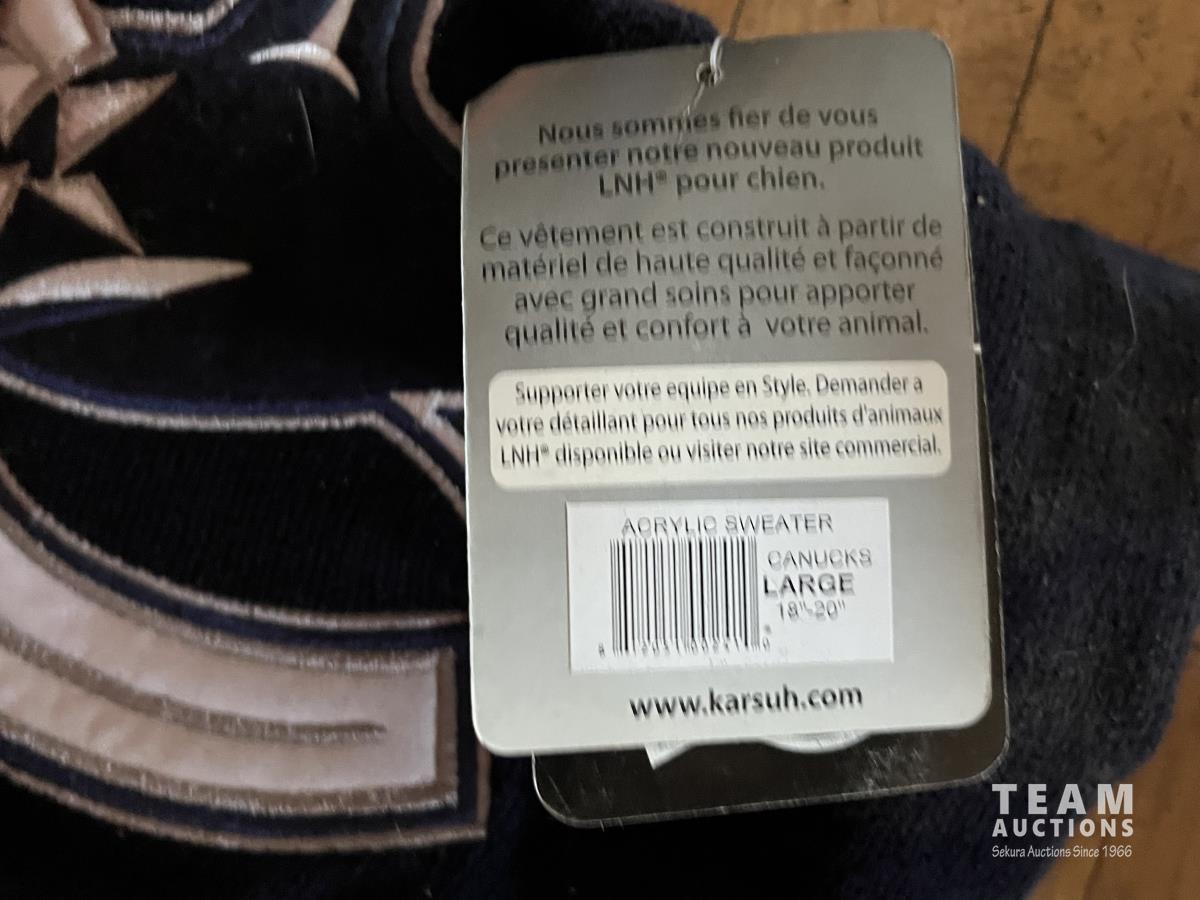 Nous sommes fier de vous
presenter notre nouveau produit
LNH® pour chien.
Ce vêtement est construit à partir de
matériel de haute qualité et façonné
avec grand soins pour apporter
qualité et confort à votre animal.
Supporter votre equipe en Style. Demander a
votre détaillant pour tous nos produits d'animaux
LNH® disponible ou visiter notre site commercial.
ACRYLIC SWEATER
CANUCKS
LARGE
18"-20"
www.karsuh.com
TEAM
AUCTIONS
Sekura Auctions Since 1966